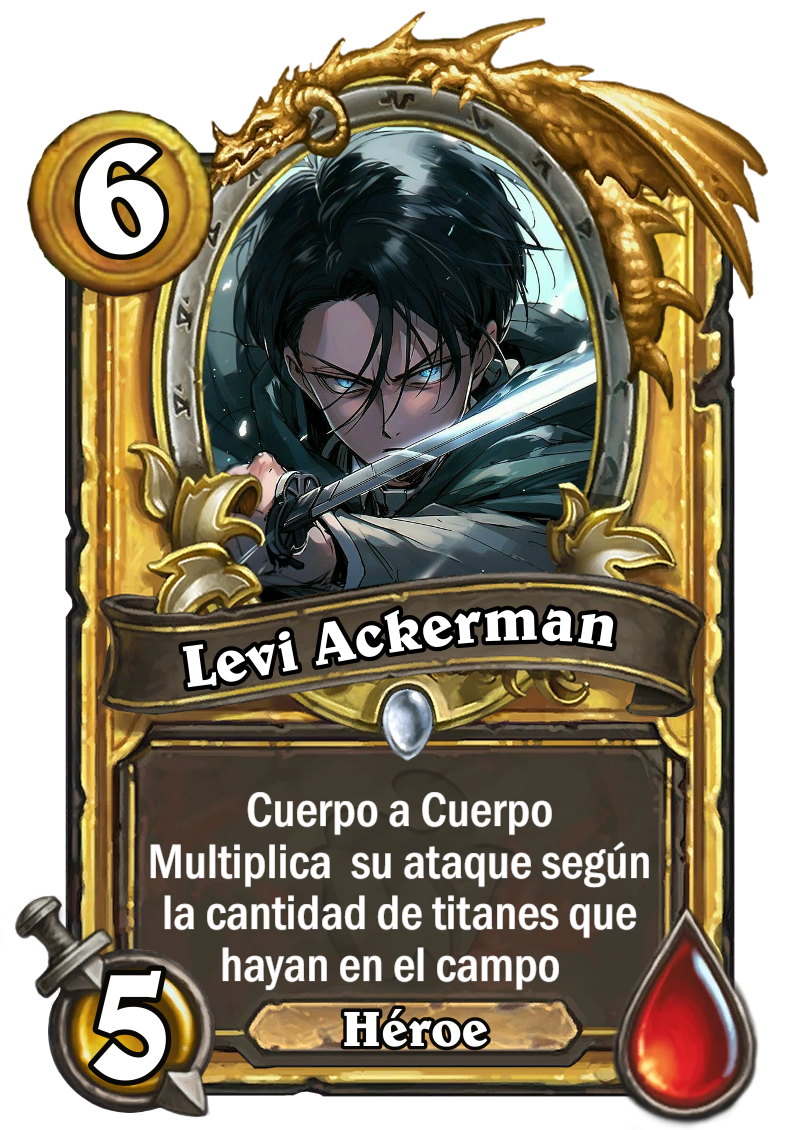 6
Levi Ackerman
Cuerpo a Cuerpo
Multiplica su ataque según
la cantidad de titanes que
hayan en el campo
5
Héroe